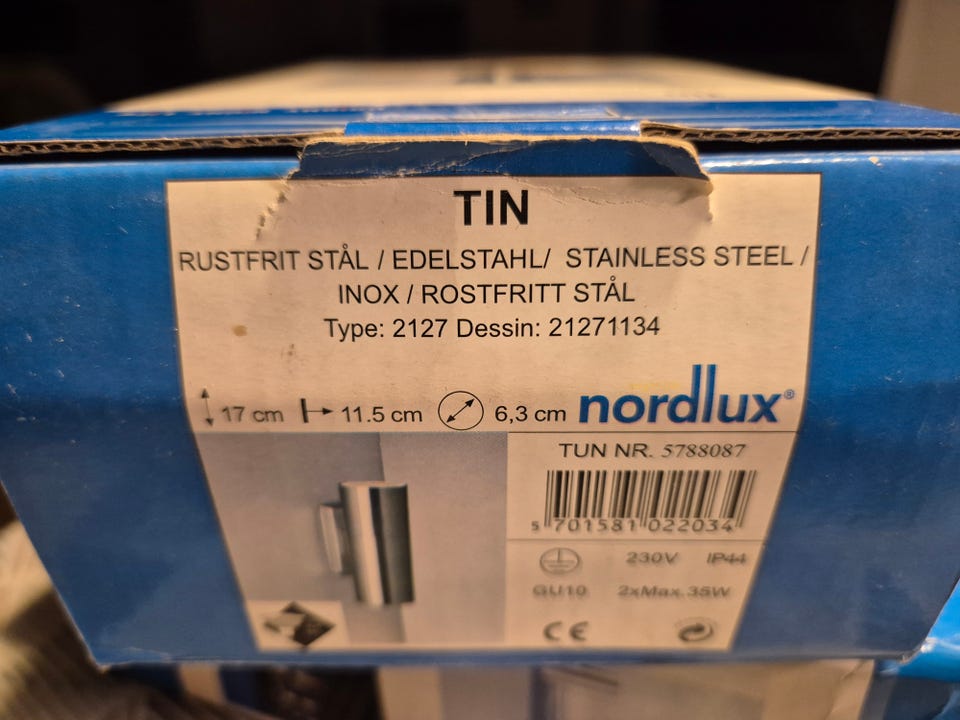 TIN
RUSTFRIT STÅL / EDELSTAHL/ STAINLESS STEEL /
INOX / ROSTFRITT STÅL
Type: 2127 Dessin: 21271134
17 cm 11.5 cm 6,3 cm nordlux®
TUN NR. 5788087
5 701581 022034
230V IP44
GU10 2xMax.35W
CE